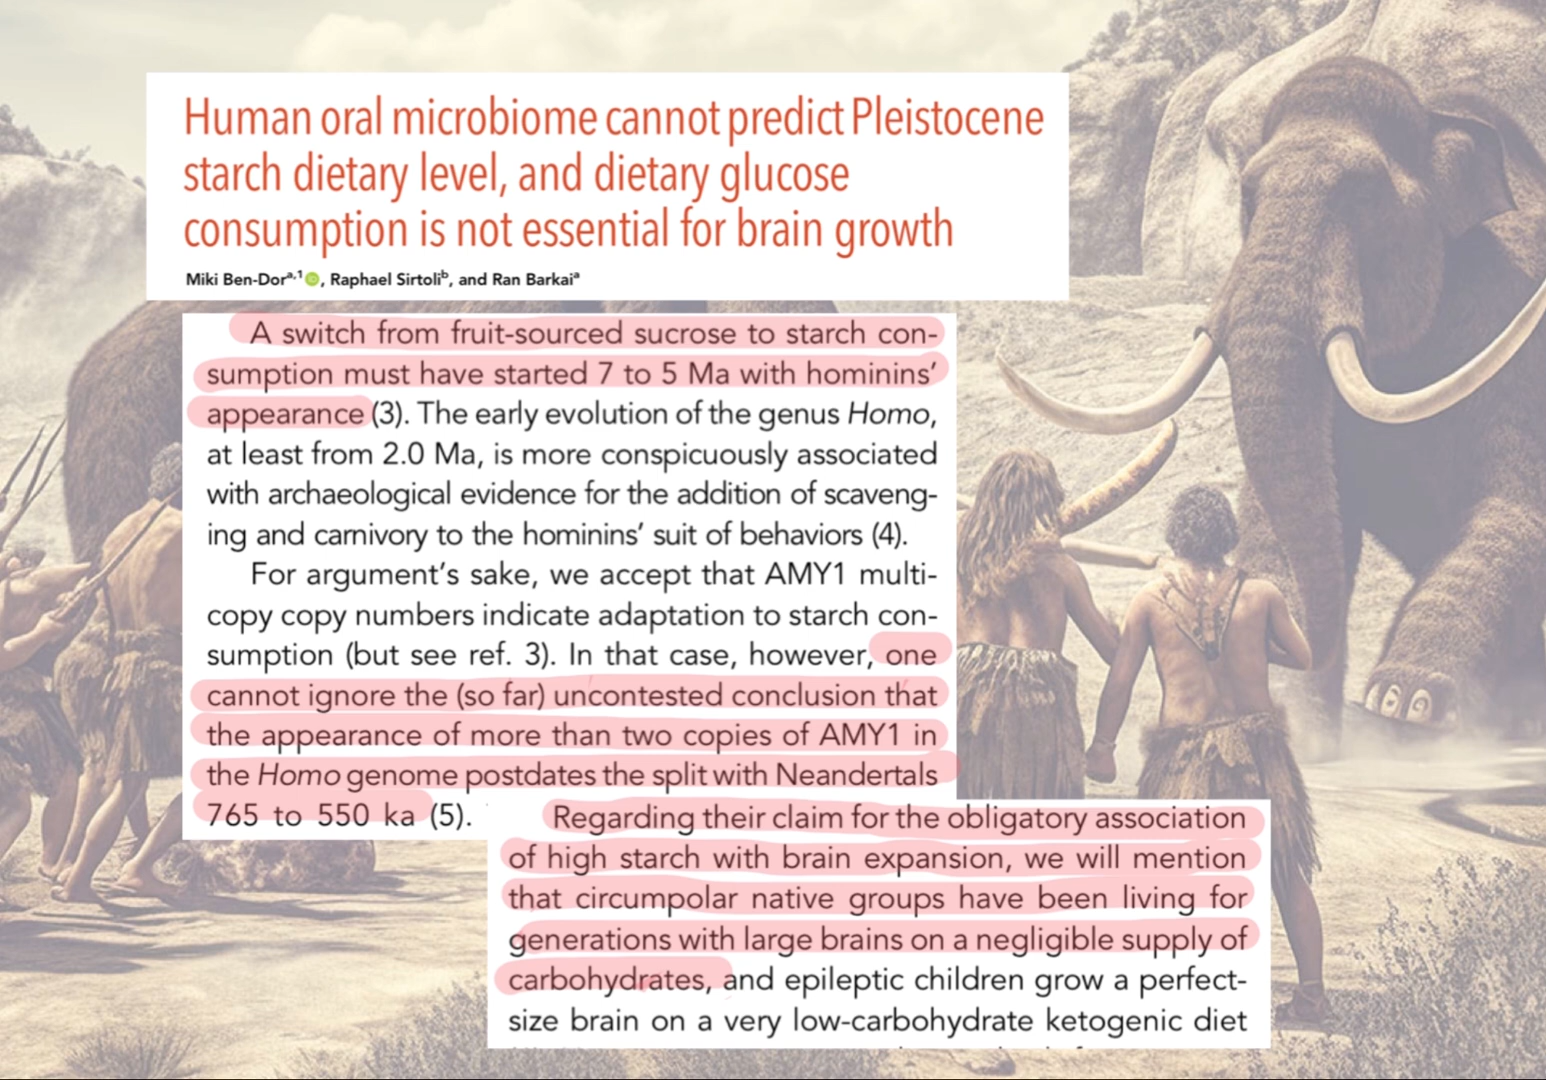 Human oral microbiome cannot predict Pleistocene
starch dietary level, and dietary glucose
consumption is not essential for brain growth
Miki Ben-Dorᵃ,¹, Raphael Sirtoliᵇ, and Ran Barkaiᵃ
A switch from fruit-sourced sucrose to starch con-
sumption must have started 7 to 5 Ma with hominins’
appearance (3). The early evolution of the genus Homo,
at least from 2.0 Ma, is more conspicuously associated
with archaeological evidence for the addition of scaveng-
ing and carnivory to the hominins’ suit of behaviors (4).
For argument’s sake, we accept that AMY1 multi-
copy copy numbers indicate adaptation to starch con-
sumption (but see ref. 3). In that case, however, one
cannot ignore the (so far) uncontested conclusion that
the appearance of more than two copies of AMY1 in
the Homo genome postdates the split with Neandertals
765 to 550 ka (5).
Regarding their claim for the obligatory association
of high starch with brain expansion, we will mention
that circumpolar native groups have been living for
generations with large brains on a negligible supply of
carbohydrates, and epileptic children grow a perfect-
size brain on a very low-carbohydrate ketogenic diet